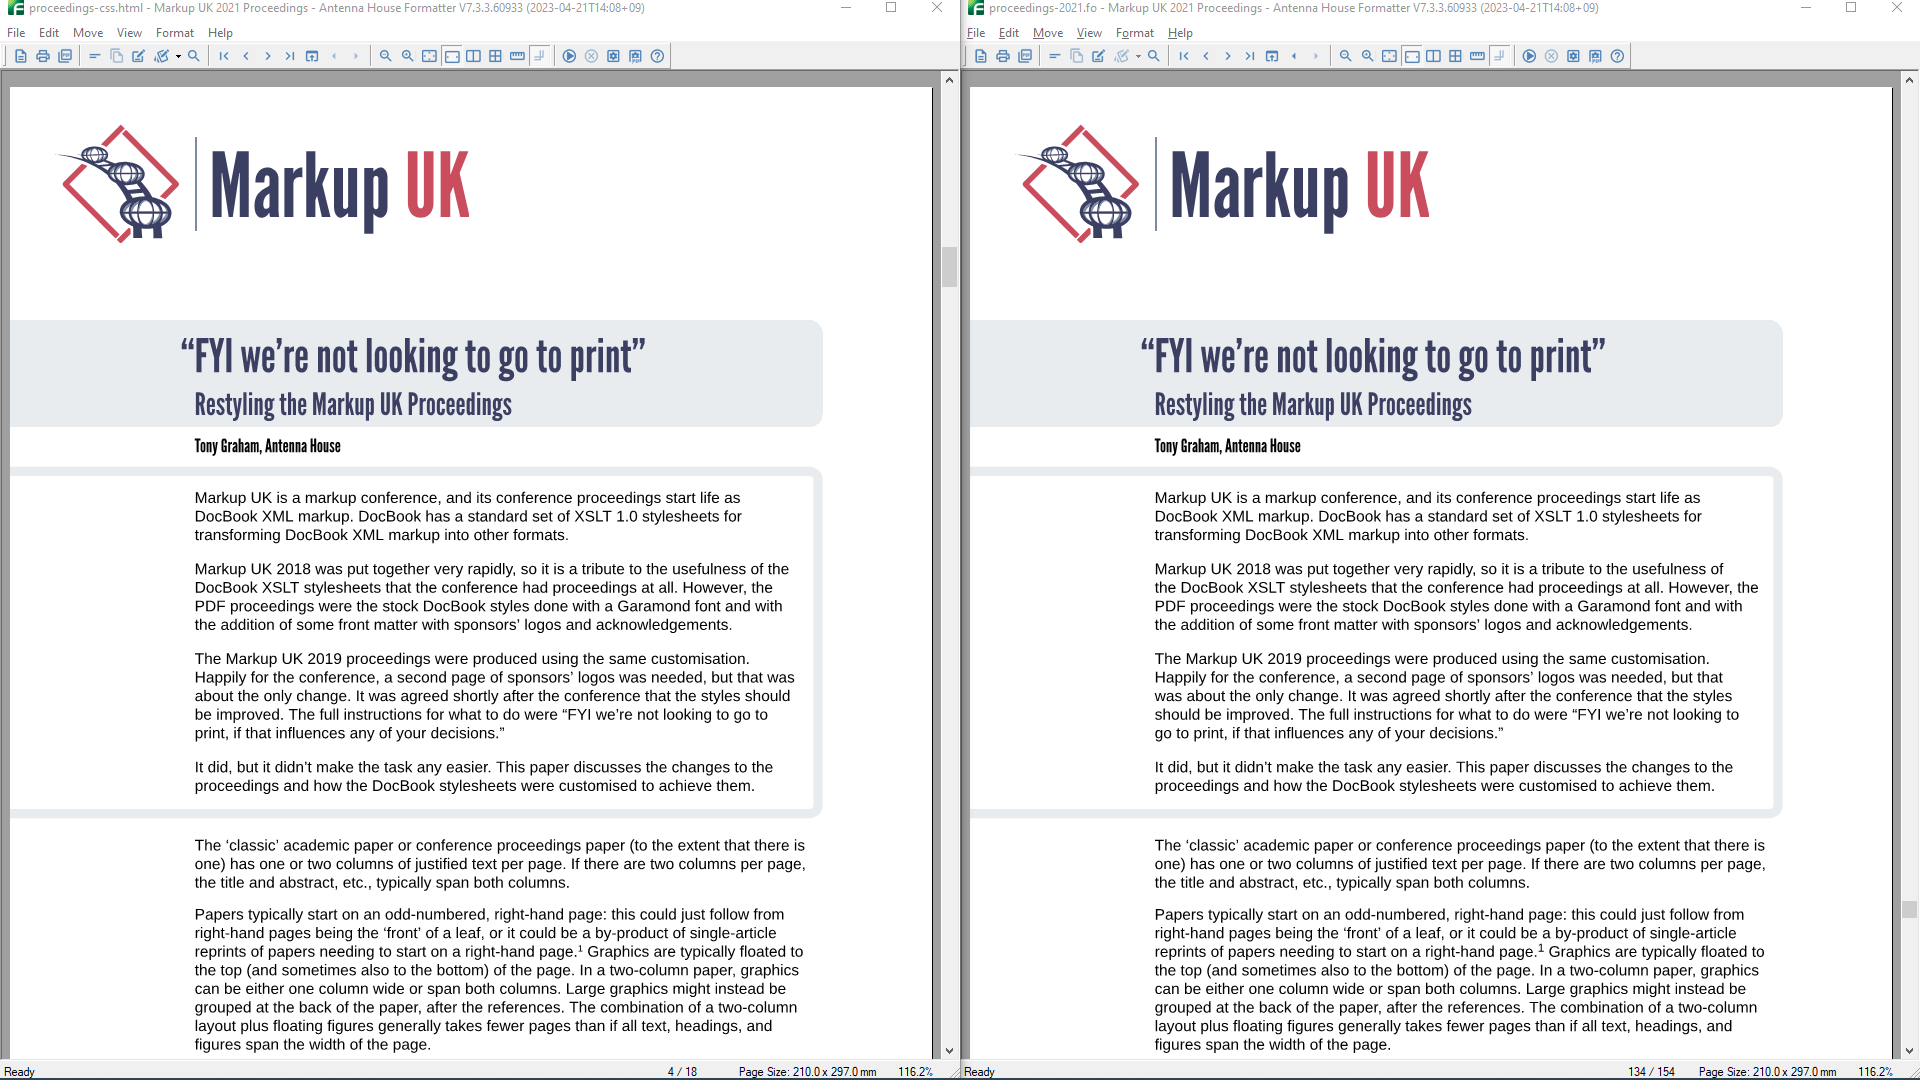 proceedings-css.html - Markup UK 2021 Proceedings - Antenna House Formatter V7.3.3.60933 (2023-04-21T14:08+09)
File Edit Move View Format Help
Markup UK
“FYI we’re not looking to go to print”
Restyling the Markup UK Proceedings
Tony Graham, Antenna House
Markup UK is a markup conference, and its conference proceedings start life as
DocBook XML markup. DocBook has a standard set of XSLT 1.0 stylesheets for
transforming DocBook XML markup into other formats.
Markup UK 2018 was put together very rapidly, so it is a tribute to the usefulness of the
DocBook XSLT stylesheets that the conference had proceedings at all. However, the
PDF proceedings were the stock DocBook styles done with a Garamond font and with
the addition of some front matter with sponsors’ logos and acknowledgements.
The Markup UK 2019 proceedings were produced using the same customisation.
Happily for the conference, a second page of sponsors’ logos was needed, but that was
about the only change. It was agreed shortly after the conference that the styles should
be improved. The full instructions for what to do were “FYI we’re not looking to go to
print, if that influences any of your decisions.”
It did, but it didn’t make the task any easier. This paper discusses the changes to the
proceedings and how the DocBook stylesheets were customised to achieve them.
The ‘classic’ academic paper or conference proceedings paper (to the extent that there is
one) has one or two columns of justified text per page. If there are two columns per page,
the title and abstract, etc., typically span both columns.
Papers typically start on an odd-numbered, right-hand page: this could just follow from
right-hand pages being the ‘front’ of a leaf, or it could be a by-product of single-article
reprints of papers needing to start on a right-hand page.¹ Graphics are typically floated to
the top (and sometimes also to the bottom) of the page. In a two-column paper, graphics
can be either one column wide or span both columns. Large graphics might instead be
grouped at the back of the paper, after the references. The combination of a two-column
layout plus floating figures generally takes fewer pages than if all text, headings, and
figures span the width of the page.
Ready 4 / 18 Page Size: 210.0 x 297.0 mm 116.2%
proceedings-2021.fo - Markup UK 2021 Proceedings - Antenna House Formatter V7.3.3.60933 (2023-04-21T14:08+09)
File Edit Move View Format Help
Markup UK
“FYI we’re not looking to go to print”
Restyling the Markup UK Proceedings
Tony Graham, Antenna House
Markup UK is a markup conference, and its conference proceedings start life as
DocBook XML markup. DocBook has a standard set of XSLT 1.0 stylesheets for
transforming DocBook XML markup into other formats.
Markup UK 2018 was put together very rapidly, so it is a tribute to the usefulness of
the DocBook XSLT stylesheets that the conference had proceedings at all. However, the
PDF proceedings were the stock DocBook styles done with a Garamond font and with
the addition of some front matter with sponsors’ logos and acknowledgements.
The Markup UK 2019 proceedings were produced using the same customisation.
Happily for the conference, a second page of sponsors’ logos was needed, but that
was about the only change. It was agreed shortly after the conference that the styles
should be improved. The full instructions for what to do were “FYI we’re not looking to
go to print, if that influences any of your decisions.”
It did, but it didn’t make the task any easier. This paper discusses the changes to the
proceedings and how the DocBook stylesheets were customised to achieve them.
The ‘classic’ academic paper or conference proceedings paper (to the extent that there is
one) has one or two columns of justified text per page. If there are two columns per page,
the title and abstract, etc., typically span both columns.
Papers typically start on an odd-numbered, right-hand page: this could just follow from
right-hand pages being the ‘front’ of a leaf, or it could be a by-product of single-article
reprints of papers needing to start on a right-hand page.¹ Graphics are typically floated to
the top (and sometimes also to the bottom) of the page. In a two-column paper, graphics
can be either one column wide or span both columns. Large graphics might instead be
grouped at the back of the paper, after the references. The combination of a two-column
layout plus floating figures generally takes fewer pages than if all text, headings, and
figures span the width of the page.
Ready 134 / 154 Page Size: 210.0 x 297.0 mm 116.2%